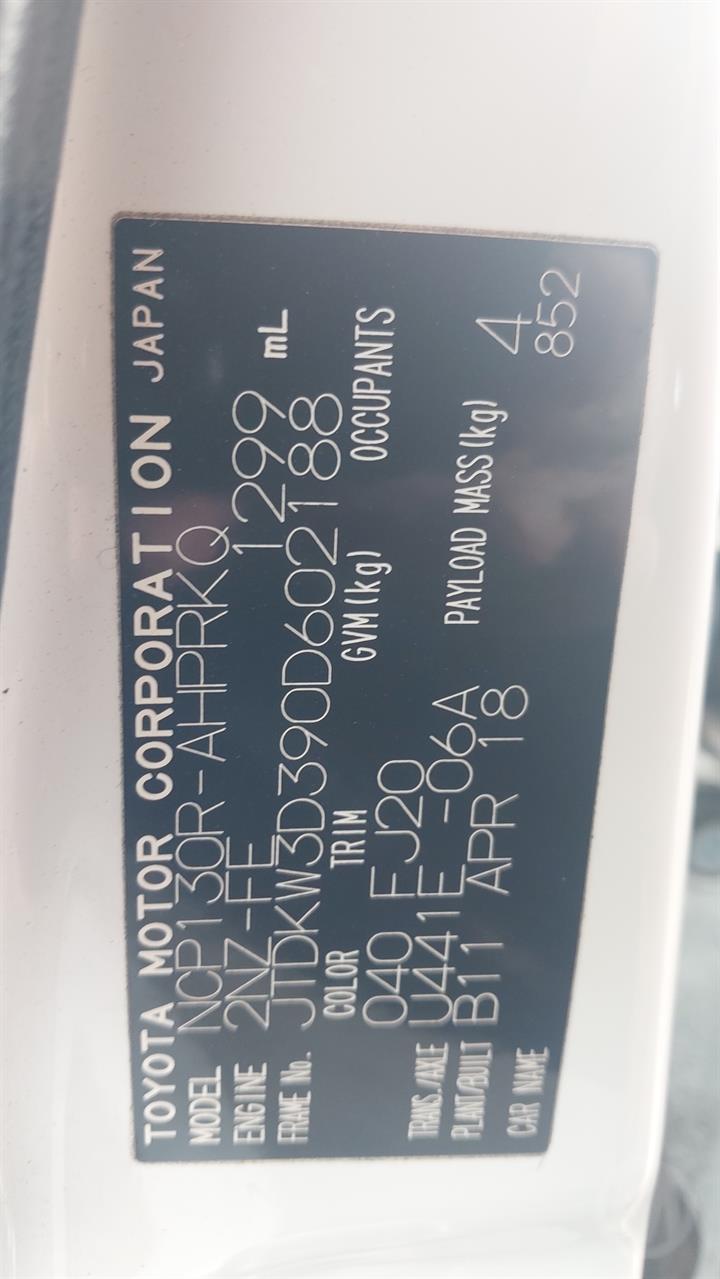 TOYOTA MOTOR CORPORATION JAPAN
MODEL NCP130R-AHPRKQ
ENGINE 2NZ-FE 1299 mL
FRAME No. JTDKW3D390D602188
COLOR TRIM GVM(kg) OCCUPANTS
040 FJ20
TRANS./AXLE U441E -06A
PLANT/BUILT B11 APR 18 PAYLOAD MASS(kg) 4
CAR NAME 852